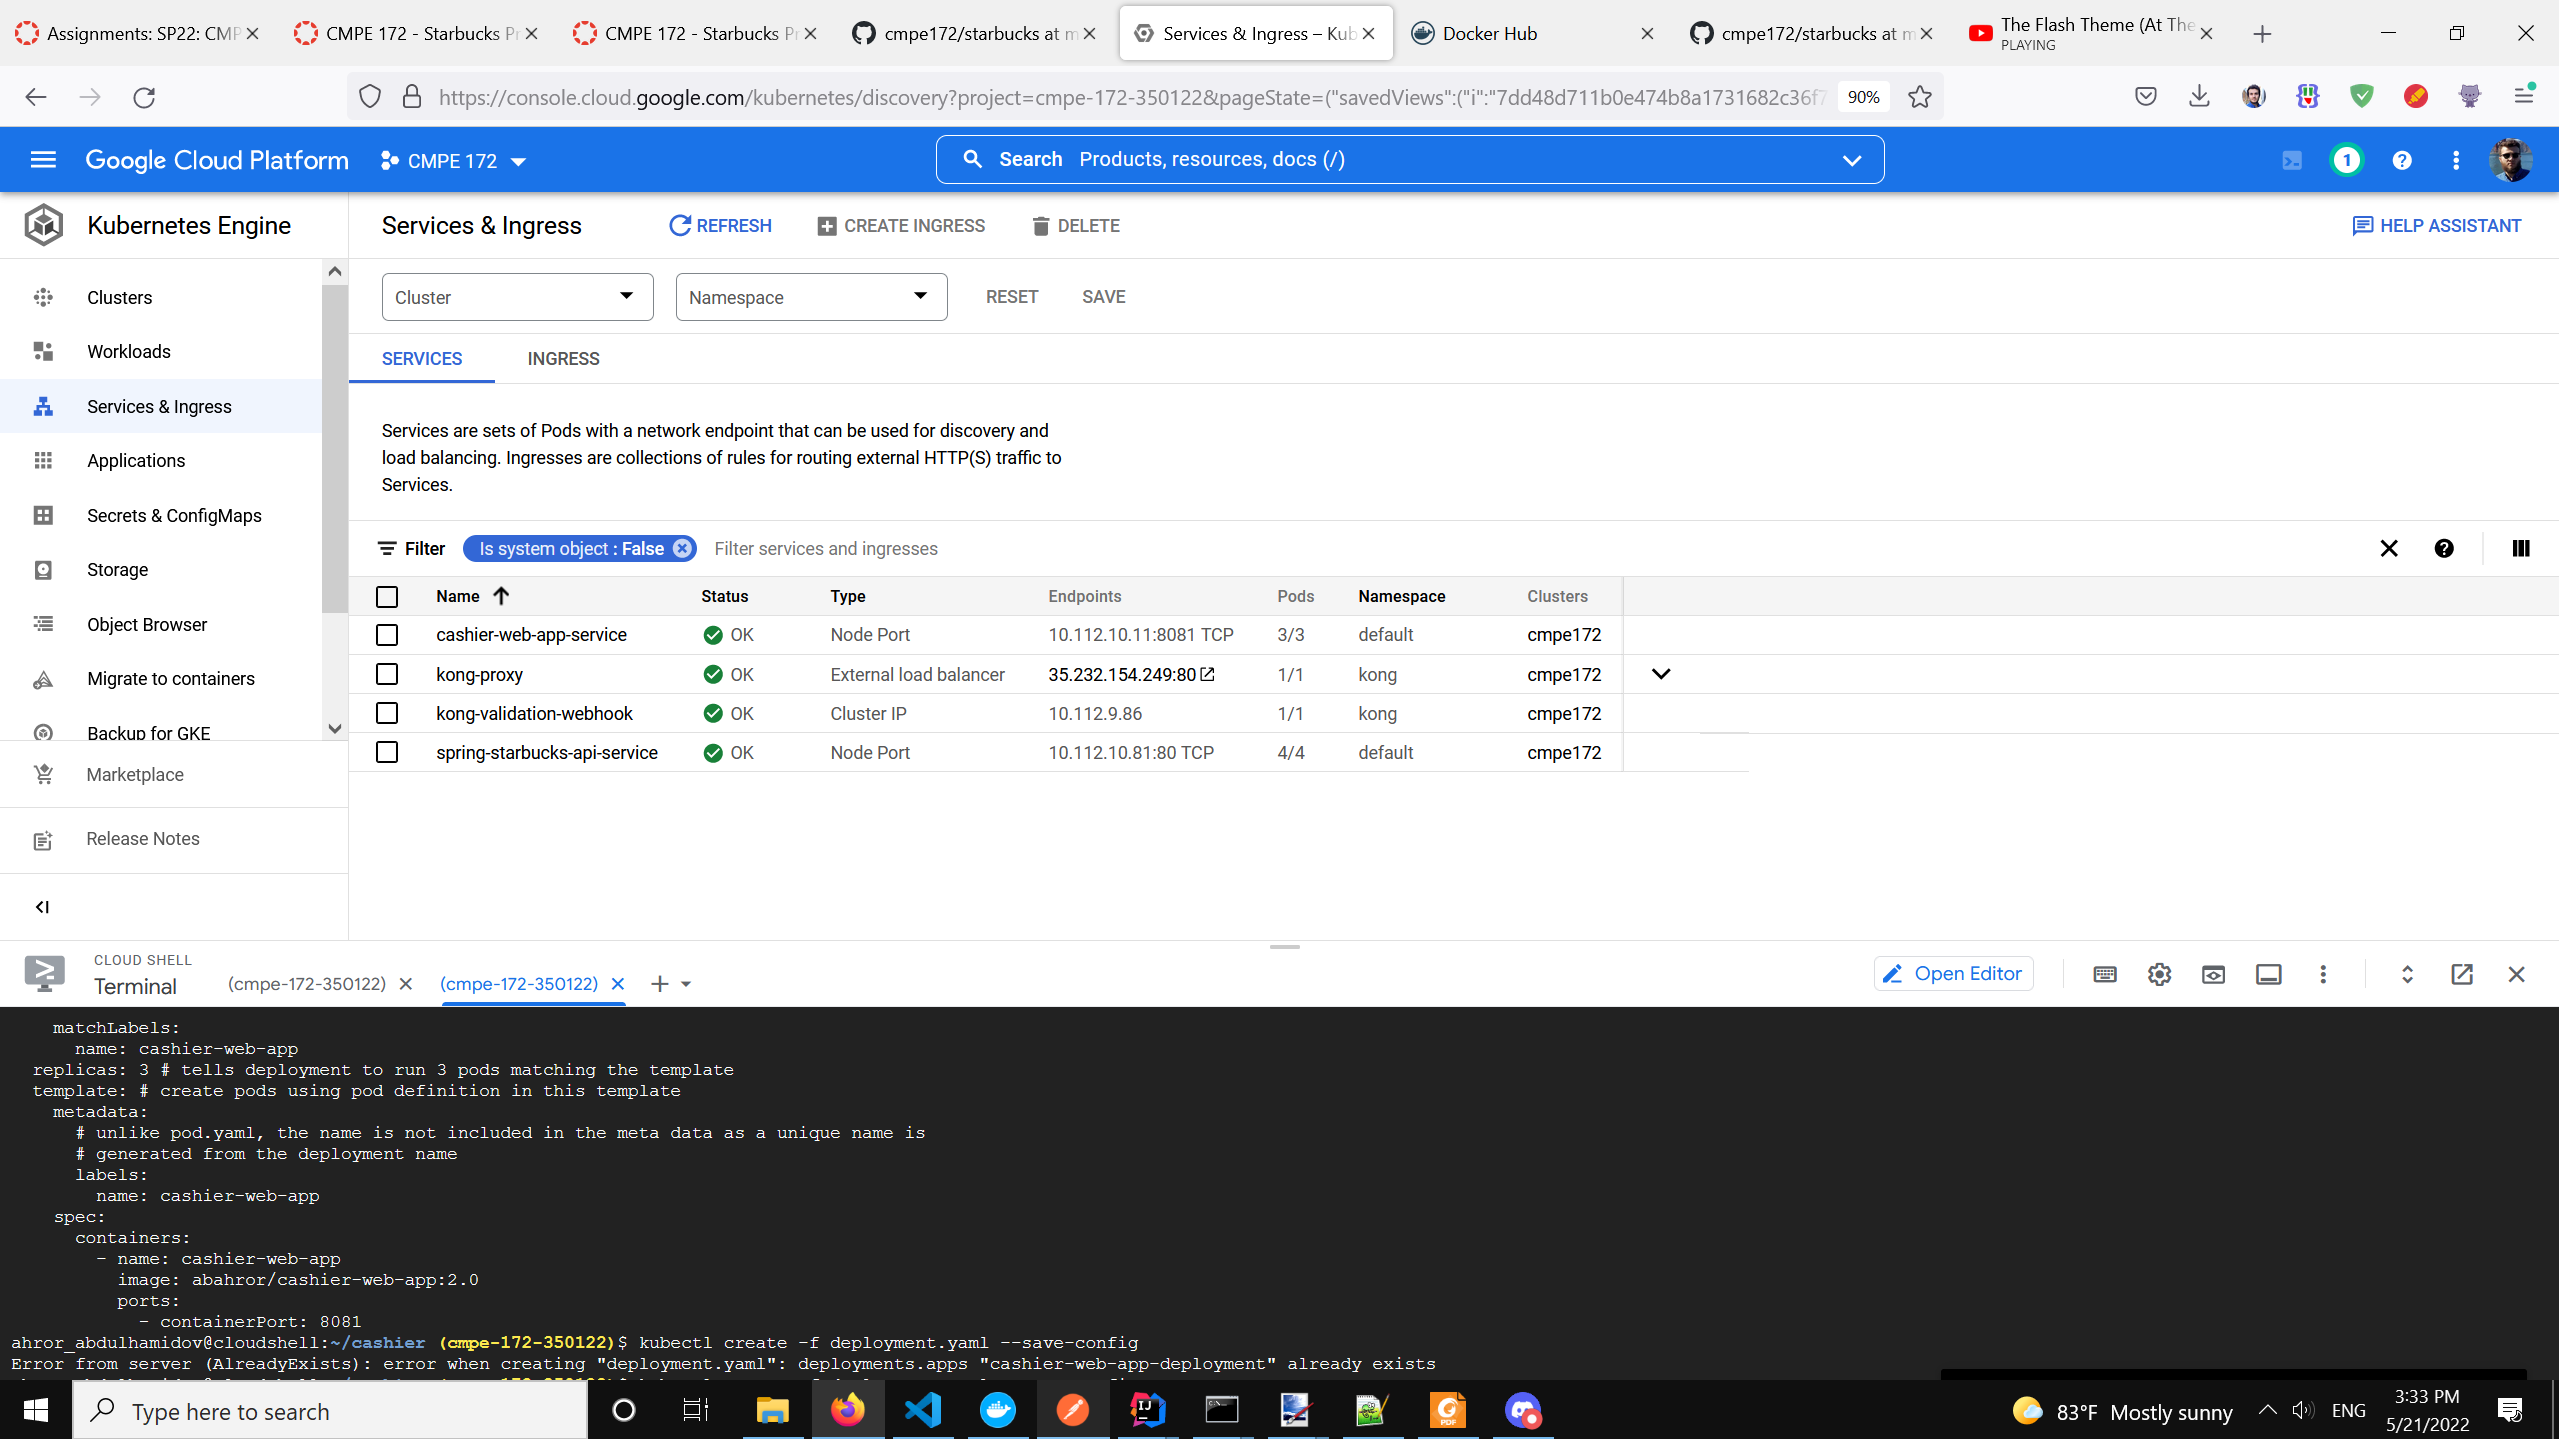 Assignments: SP22: CMP
CMPE 172 - Starbucks Pr
CMPE 172 - Starbucks Pr
cmpe172/starbucks at m
Services & Ingress – Kub
Docker Hub
cmpe172/starbucks at m
The Flash Theme (At The
PLAYING
https://console.cloud.google.com/kubernetes/discovery?project=cmpe-172-350122&pageState=("savedViews":("i":"7dd48d711b0e474b8a1731682c36f7
90%
Google Cloud Platform
CMPE 172
Search Products, resources, docs (/)
1
Kubernetes Engine
Services & Ingress
REFRESH
CREATE INGRESS
DELETE
HELP ASSISTANT
Clusters
Workloads
Services & Ingress
Applications
Secrets & ConfigMaps
Storage
Object Browser
Migrate to containers
Backup for GKE
Marketplace
Release Notes
Cluster
Namespace
RESET
SAVE
SERVICES
INGRESS
Services are sets of Pods with a network endpoint that can be used for discovery and
load balancing. Ingresses are collections of rules for routing external HTTP(S) traffic to
Services.
Filter
Is system object : False
Filter services and ingresses
Name Status Type Endpoints Pods Namespace Clusters
cashier-web-app-service OK Node Port 10.112.10.11:8081 TCP 3/3 default cmpe172
kong-proxy OK External load balancer 35.232.154.249:80 1/1 kong cmpe172
kong-validation-webhook OK Cluster IP 10.112.9.86 1/1 kong cmpe172
spring-starbucks-api-service OK Node Port 10.112.10.81:80 TCP 4/4 default cmpe172
CLOUD SHELL
Terminal
(cmpe-172-350122)
(cmpe-172-350122)
Open Editor
matchLabels:
name: cashier-web-app
replicas: 3 # tells deployment to run 3 pods matching the template
template: # create pods using pod definition in this template
metadata:
# unlike pod.yaml, the name is not included in the meta data as a unique name is
# generated from the deployment name
labels:
name: cashier-web-app
spec:
containers:
- name: cashier-web-app
image: abahror/cashier-web-app:2.0
ports:
- containerPort: 8081
ahror_abdulhamidov@cloudshell:~/cashier (cmpe-172-350122)$ kubectl create -f deployment.yaml --save-config
Error from server (AlreadyExists): error when creating "deployment.yaml": deployments.apps "cashier-web-app-deployment" already exists
Type here to search
83°F Mostly sunny
ENG
3:33 PM
5/21/2022